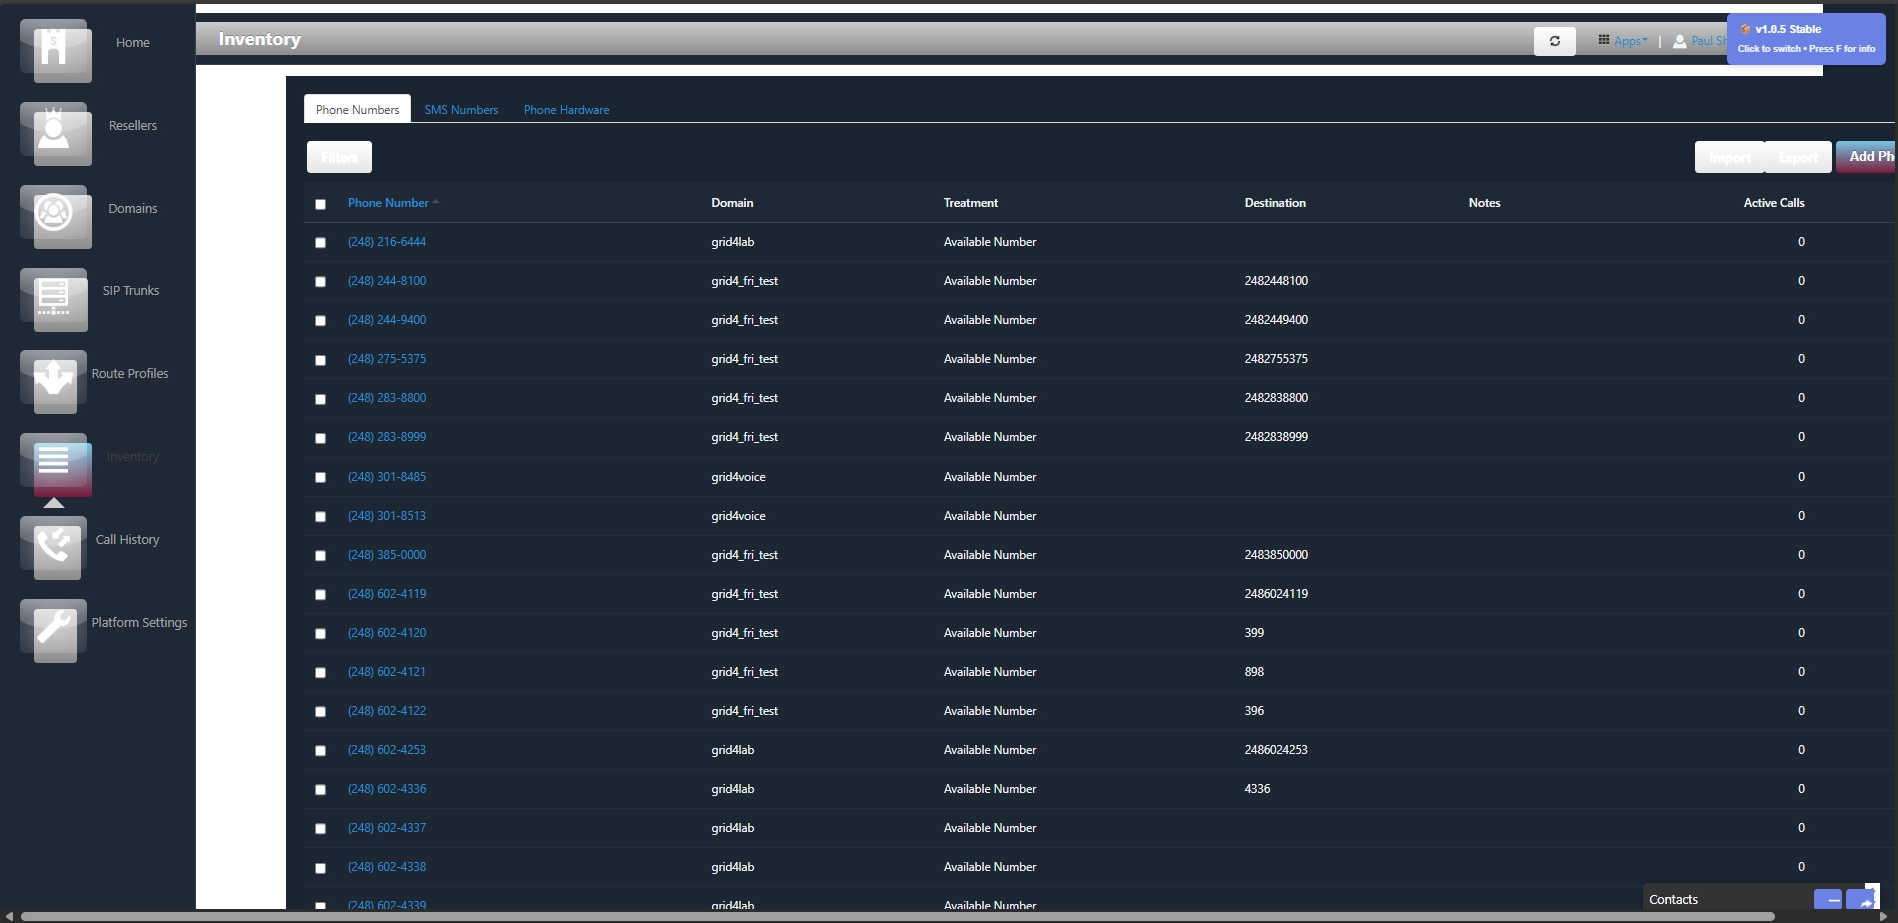 Home
Resellers
Domains
SIP Trunks
Route Profiles
Inventory
Call History
Platform Settings
Inventory
Apps
|
Paul Sh
v1.0.5 Stable
Click to switch • Press F for info
Phone Numbers SMS Numbers Phone Hardware
Filters Import Export Add Ph
Phone Number Domain Treatment Destination Notes Active Calls
(248) 216-6444 grid4lab Available Number 0
(248) 244-8100 grid4_fri_test Available Number 2482448100 0
(248) 244-9400 grid4_fri_test Available Number 2482449400 0
(248) 275-5375 grid4_fri_test Available Number 2482755375 0
(248) 283-8800 grid4_fri_test Available Number 2482838800 0
(248) 283-8999 grid4_fri_test Available Number 2482838999 0
(248) 301-8485 grid4voice Available Number 0
(248) 301-8513 grid4voice Available Number 0
(248) 385-0000 grid4_fri_test Available Number 2483850000 0
(248) 602-4119 grid4_fri_test Available Number 2486024119 0
(248) 602-4120 grid4_fri_test Available Number 399 0
(248) 602-4121 grid4_fri_test Available Number 898 0
(248) 602-4122 grid4_fri_test Available Number 396 0
(248) 602-4253 grid4lab Available Number 2486024253 0
(248) 602-4336 grid4lab Available Number 4336 0
(248) 602-4337 grid4lab Available Number 0
(248) 602-4338 grid4lab Available Number 0
(248) 602-4339 grid4lab Available Number 0
Contacts